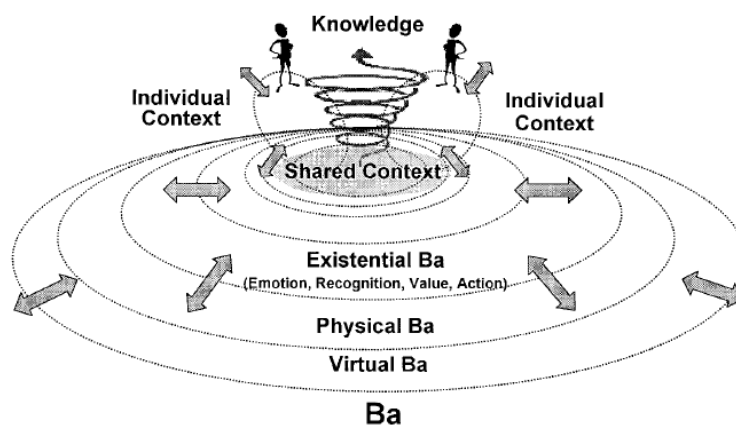 Knowledge
Individual
Context
Individual
Context
Shared Context
Existential Ba
(Emotion, Recognition, Value, Action)
Physical Ba
Virtual Ba
Ba